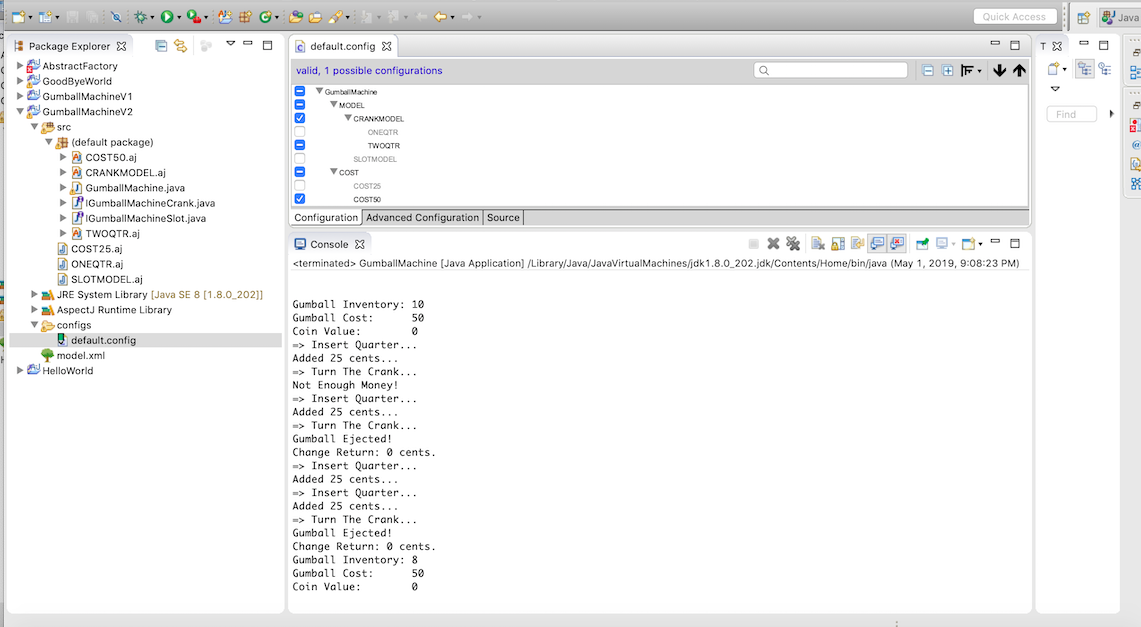 Quick Access
Java
Package Explorer
AbstractFactory
GoodByeWorld
GumballMachineV1
GumballMachineV2
src
(default package)
COST50.aj
CRANKMODEL.aj
GumballMachine.java
IGumballMachineCrank.java
IGumballMachineSlot.java
TWOQTR.aj
COST25.aj
ONEQTR.aj
SLOTMODEL.aj
JRE System Library [Java SE 8 [1.8.0_202]]
AspectJ Runtime Library
configs
default.config
model.xml
HelloWorld
default.config
valid, 1 possible configurations
GumballMachine
MODEL
CRANKMODEL
ONEQTR
TWOQTR
SLOTMODEL
COST
COST25
COST50
Configuration
Advanced Configuration
Source
Console
<terminated> GumballMachine [Java Application] /Library/Java/JavaVirtualMachines/jdk1.8.0_202.jdk/Contents/Home/bin/java (May 1, 2019, 9:08:23 PM)
Gumball Inventory: 10
Gumball Cost: 50
Coin Value: 0
=> Insert Quarter...
Added 25 cents...
=> Turn The Crank...
Not Enough Money!
=> Insert Quarter...
Added 25 cents...
=> Turn The Crank...
Gumball Ejected!
Change Return: 0 cents.
=> Insert Quarter...
Added 25 cents...
=> Insert Quarter...
Added 25 cents...
=> Turn The Crank...
Gumball Ejected!
Change Return: 0 cents.
Gumball Inventory: 8
Gumball Cost: 50
Coin Value: 0
T
Find